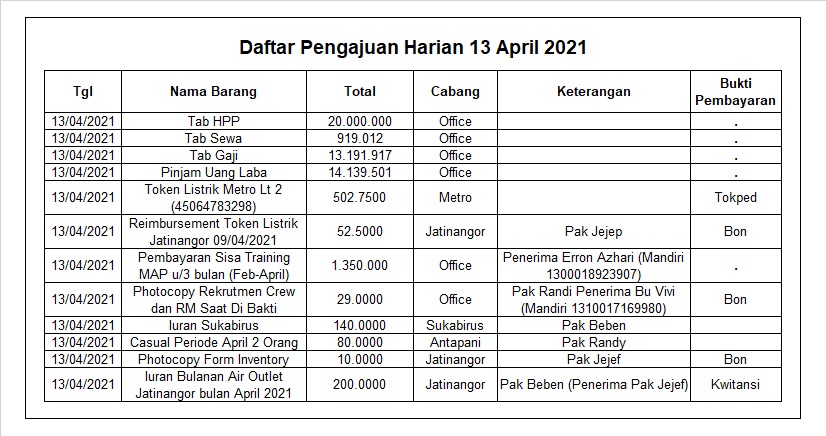 Daftar Pengajuan Harian 13 April 2021
Tgl Nama Barang Total Cabang Keterangan Bukti
Pembayaran
13/04/2021 Tab HPP 20.000.000 Office .
13/04/2021 Tab Sewa 919.012 Office .
13/04/2021 Tab Gaji 13.191.917 Office .
13/04/2021 Pinjam Uang Laba 14.139.501 Office .
13/04/2021 Token Listrik Metro Lt 2
(45064783298) 502.7500 Metro Tokped
13/04/2021 Reimbursement Token Listrik
Jatinangor 09/04/2021 52.5000 Jatinangor Pak Jejep Bon
13/04/2021 Pembayaran Sisa Training
MAP u/3 bulan (Feb-April) 1.350.000 Office Penerima Erron Azhari (Mandiri
1300018923907) .
13/04/2021 Photocopy Rekrutmen Crew
dan RM Saat Di Bakti 29.0000 Office Pak Randi Penerima Bu Vivi
(Mandiri 1310017169980) Bon
13/04/2021 Iuran Sukabirus 140.0000 Sukabirus Pak Beben
13/04/2021 Casual Periode April 2 Orang 80.0000 Antapani Pak Randy
13/04/2021 Photocopy Form Inventory 10.0000 Jatinangor Pak Jejef Bon
13/04/2021 Iuran Bulanan Air Outlet
Jatinangor bulan April 2021 200.0000 Jatinangor Pak Beben (Penerima Pak Jejef) Kwitansi